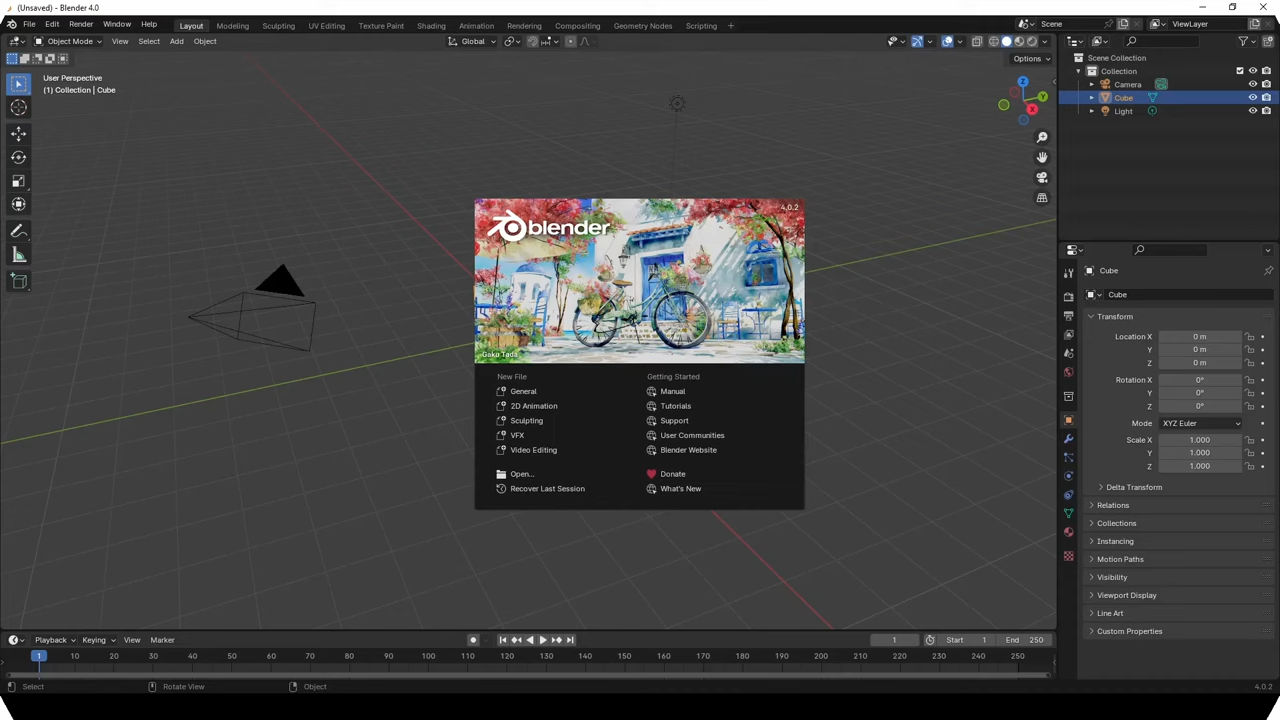 (Unsaved) - Blender 4.0
File Edit Render Window Help Layout Modeling Sculpting UV Editing Texture Paint Shading Animation Rendering Compositing Geometry Nodes Scripting + Scene ViewLayer
Object Mode View Select Add Object Global
Options
User Perspective
(1) Collection | Cube
Z
Y
X
Scene Collection
Collection
Camera
Cube
Light
blender
4.0.2
Gaku Tada
New File
General
2D Animation
Sculpting
VFX
Video Editing
Open...
Recover Last Session
Getting Started
Manual
Tutorials
Support
User Communities
Blender Website
Donate
What's New
Cube
Cube
Transform
Location X 0 m
Y 0 m
Z 0 m
Rotation X 0°
Y 0°
Z 0°
Mode XYZ Euler
Scale X 1.000
Y 1.000
Z 1.000
Delta Transform
Relations
Collections
Instancing
Motion Paths
Visibility
Viewport Display
Line Art
Custom Properties
Playback Keying View Marker 1 Start 1 End 250
1 10 20 30 40 50 60 70 80 90 100 110 120 130 140 150 160 170 180 190 200 210 220 230 240 250
Select Rotate View Object 4.0.2